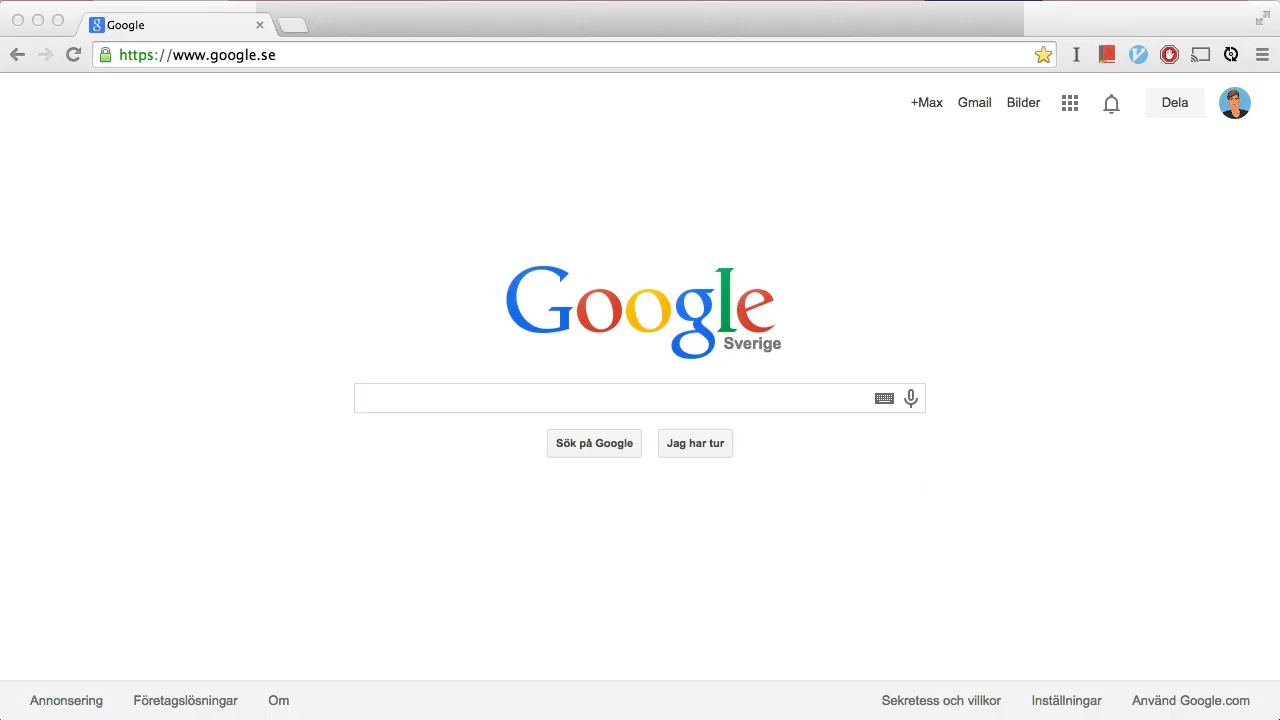 Google
https://www.google.se
+Max Gmail Bilder Dela
Google
Sverige
Sök på Google Jag har tur
Annonsering Företagslösningar Om Sekretess och villkor Inställningar Använd Google.com